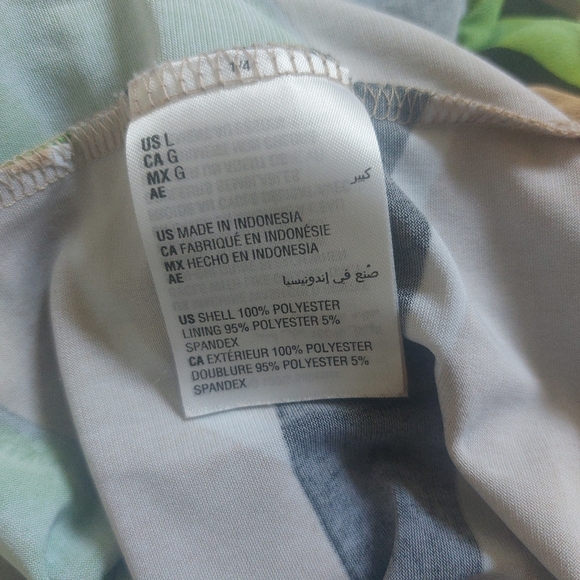 1/4
US L
CA G
MX G
AE كبير
US MADE IN INDONESIA
CA FABRIQUÉ EN INDONÉSIE
MX HECHO EN INDONESIA
AE صنع في إندونيسيا
US SHELL 100% POLYESTER
LINING 95% POLYESTER 5%
SPANDEX
CA EXTÉRIEUR 100% POLYESTER
DOUBLURE 95% POLYESTER 5%
SPANDEX